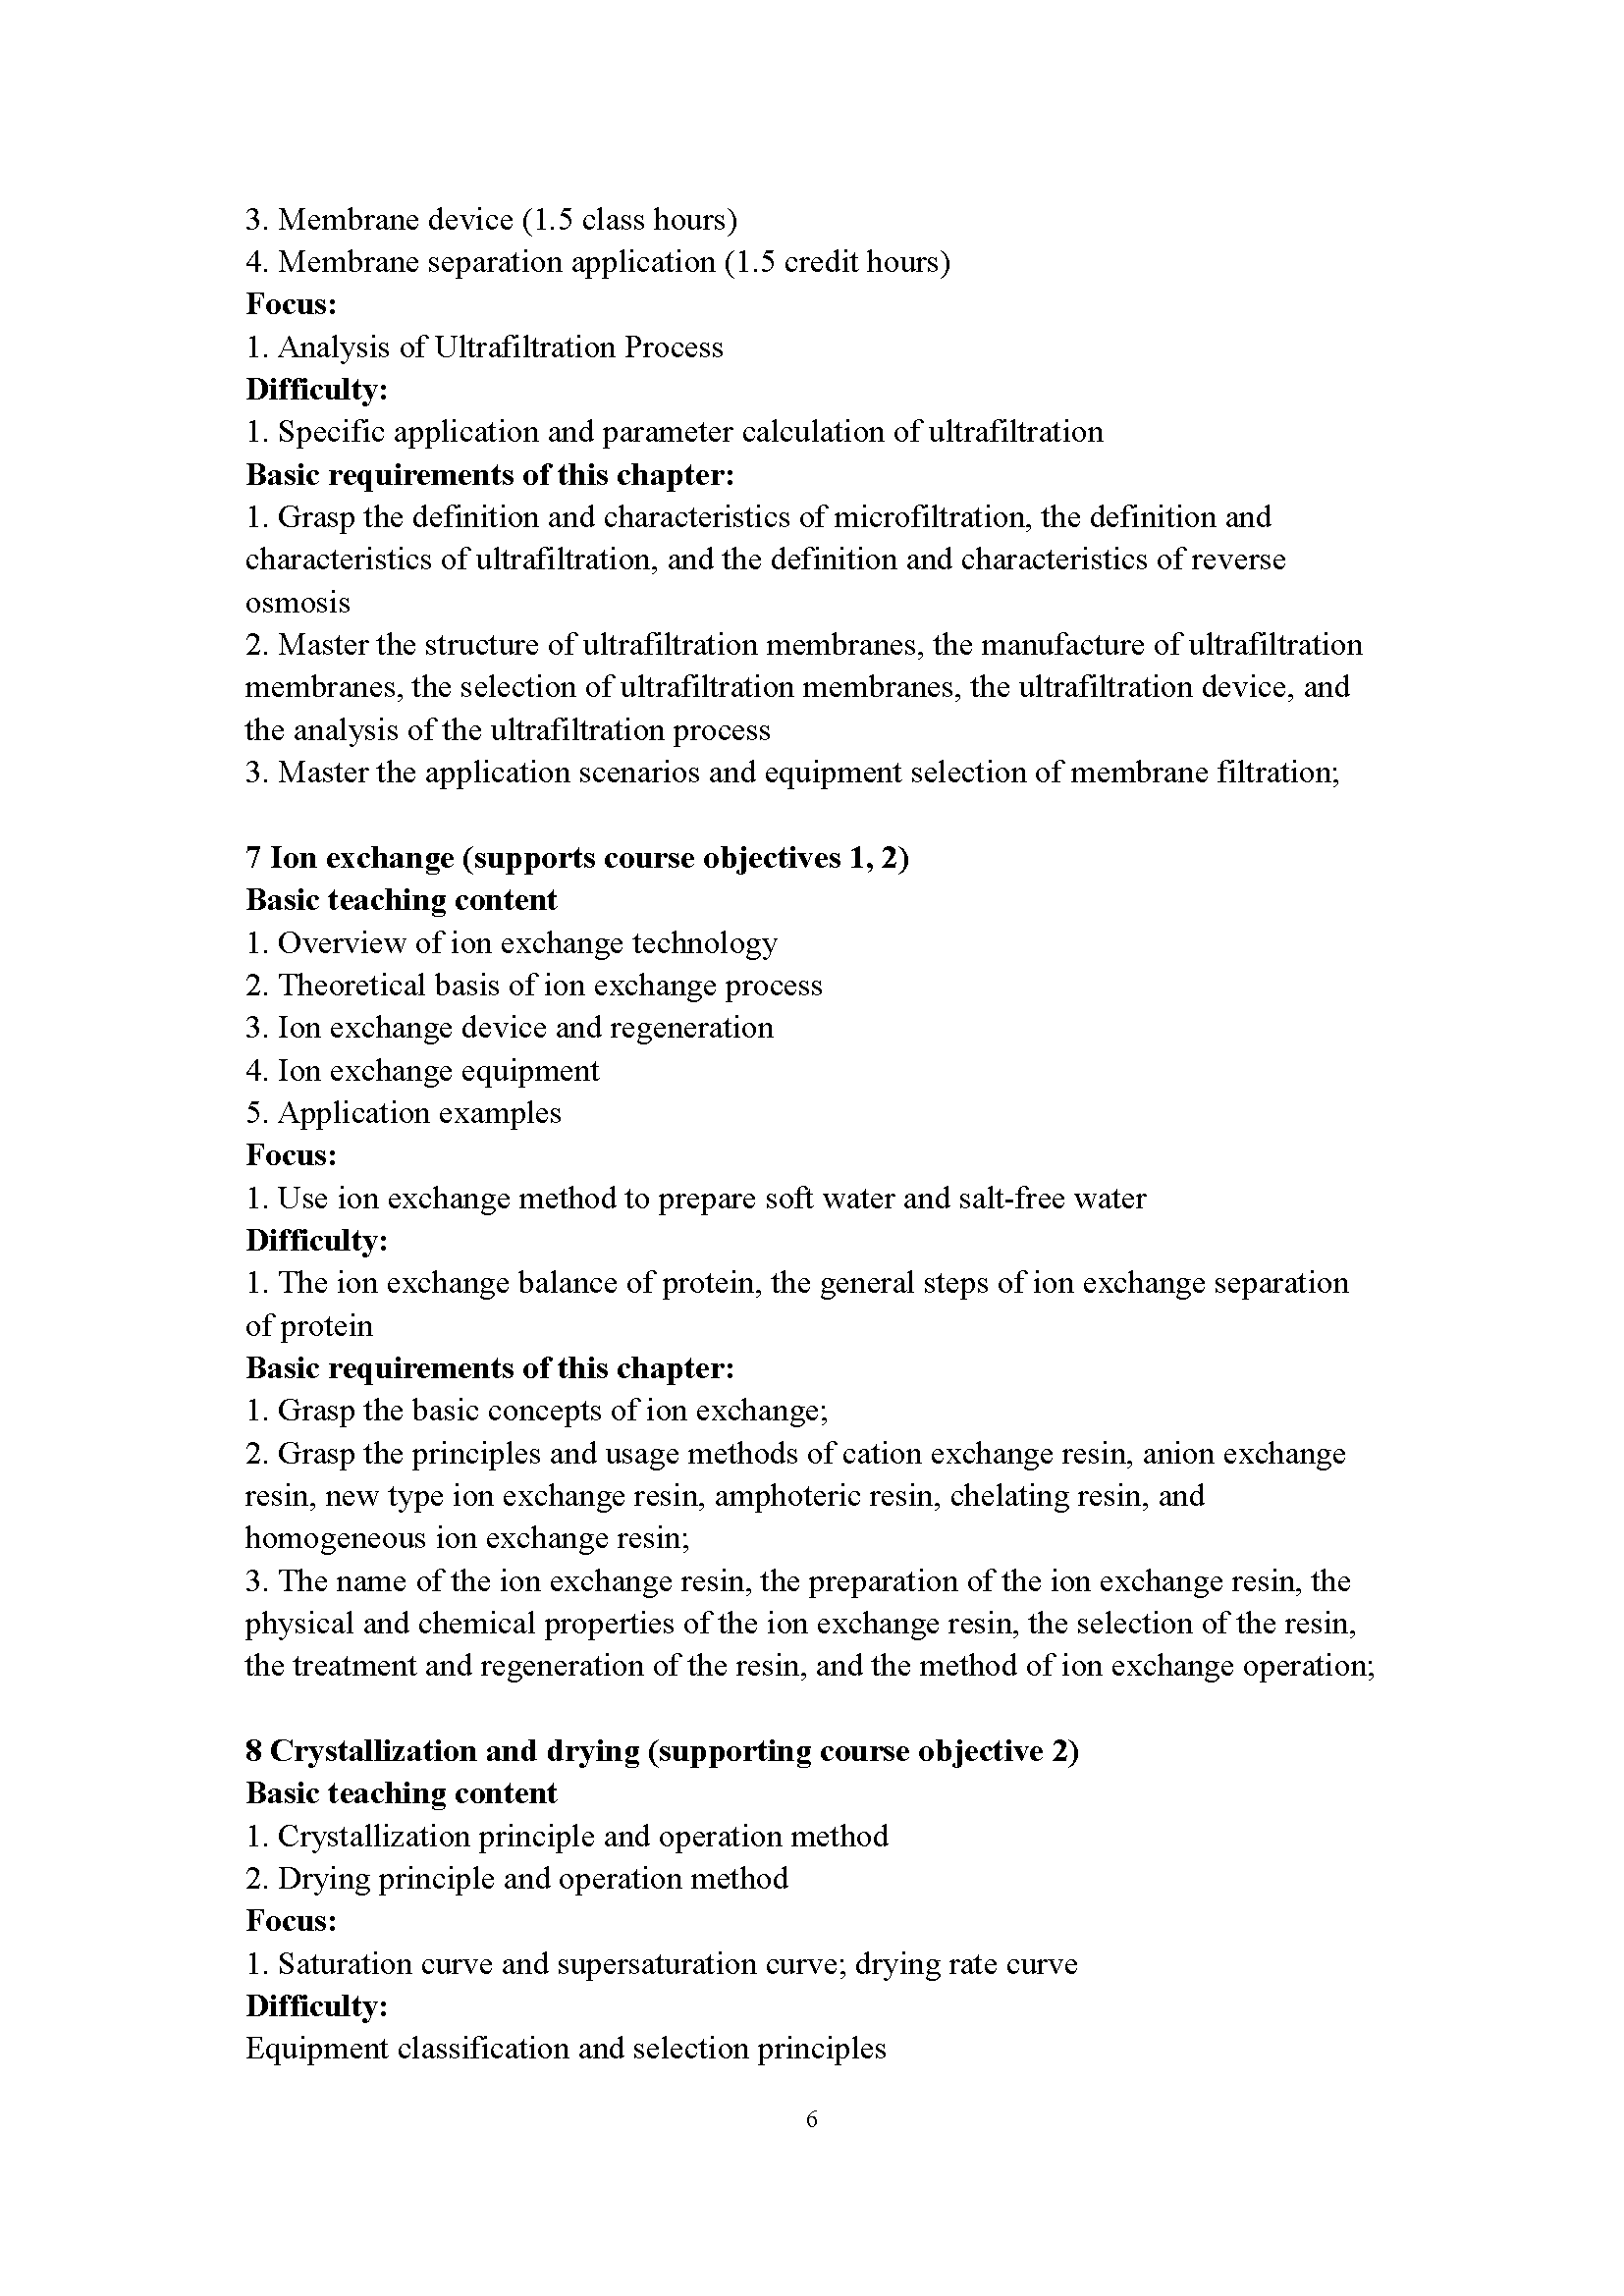 3. Membrane device (1.5 class hours)
4. Membrane separation application (1.5 credit hours)
Focus:
1. Analysis of Ultrafiltration Process
Difficulty:
1. Specific application and parameter calculation of ultrafiltration
Basic requirements of this chapter:
1. Grasp the definition and characteristics of microfiltration, the definition and
characteristics of ultrafiltration, and the definition and characteristics of reverse
osmosis
2. Master the structure of ultrafiltration membranes, the manufacture of ultrafiltration
membranes, the selection of ultrafiltration membranes, the ultrafiltration device, and
the analysis of the ultrafiltration process
3. Master the application scenarios and equipment selection of membrane filtration;
7 Ion exchange (supports course objectives 1, 2)
Basic teaching content
1. Overview of ion exchange technology
2. Theoretical basis of ion exchange process
3. Ion exchange device and regeneration
4. Ion exchange equipment
5. Application examples
Focus:
1. Use ion exchange method to prepare soft water and salt-free water
Difficulty:
1. The ion exchange balance of protein, the general steps of ion exchange separation
of protein
Basic requirements of this chapter:
1. Grasp the basic concepts of ion exchange;
2. Grasp the principles and usage methods of cation exchange resin, anion exchange
resin, new type ion exchange resin, amphoteric resin, chelating resin, and
homogeneous ion exchange resin;
3. The name of the ion exchange resin, the preparation of the ion exchange resin, the
physical and chemical properties of the ion exchange resin, the selection of the resin,
the treatment and regeneration of the resin, and the method of ion exchange operation;
8 Crystallization and drying (supporting course objective 2)
Basic teaching content
1. Crystallization principle and operation method
2. Drying principle and operation method
Focus:
1. Saturation curve and supersaturation curve; drying rate curve
Difficulty:
Equipment classification and selection principles
6